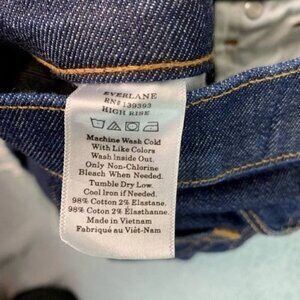 EVERLANE
RN# 139393
HIGH RISE
Machine Wash Cold
With Like Colors
Wash Inside Out.
Only Non-Chlorine
Bleach When Needed.
Tumble Dry Low.
Cool Iron if Needed.
98% Cotton 2% Elastane.
98% Coton 2% Elasthanne.
Made in Vietnam
Fabriqué au Viêt-Nam